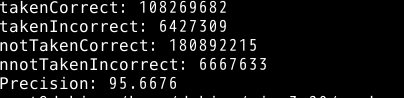 takenCorrect: 108269682
takenIncorrect: 6427309
notTakenCorrect: 180892215
nnotTakenIncorrect: 6667633
Precision: 95.6676